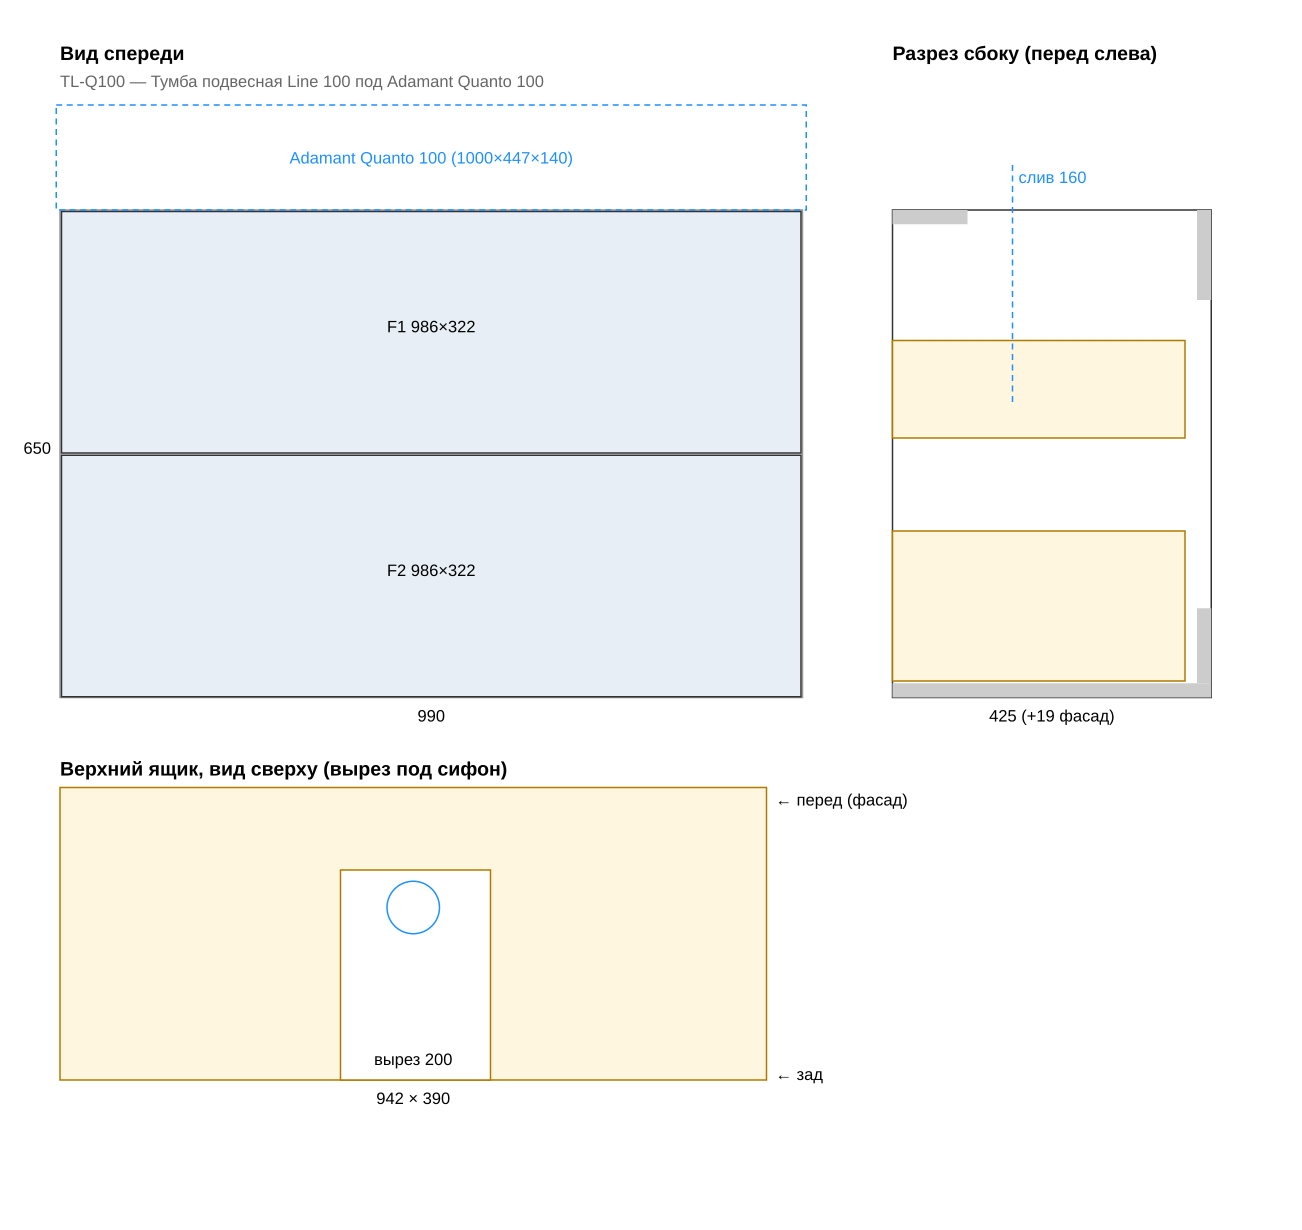 Вид спереди
TL-Q100 — Тумба подвесная Line 100 под Adamant Quanto 100
Adamant Quanto 100 (1000×447×140)
F1 986×322
650
F2 986×322
990
Разрез сбоку (перед слева)
слив 160
425 (+19 фасад)
Верхний ящик, вид сверху (вырез под сифон)
← перед (фасад)
вырез 200
← зад
942 × 390